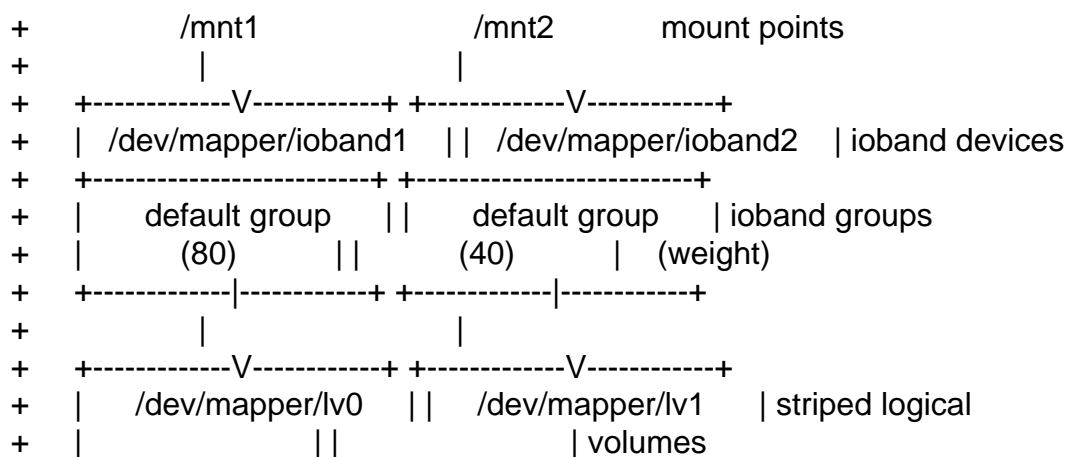 +          /mnt1                        /mnt2            mount points
+            |                            |
+     +-------------V------------+ +-------------V------------+
+     |   /dev/mapper/ioband1   | |   /dev/mapper/ioband2   | ioband devices
+     +--------------------------+ +--------------------------+
+     |       default group      | |       default group      | ioband groups
+     |           (80)           | |           (40)           |    (weight)
+     +-------------|------------+ +-------------|------------+
+            |                            |
+     +-------------V------------+ +-------------V------------+
+     |      /dev/mapper/lv0     | |      /dev/mapper/lv1     | striped logical
+     |                          | |                          | volumes